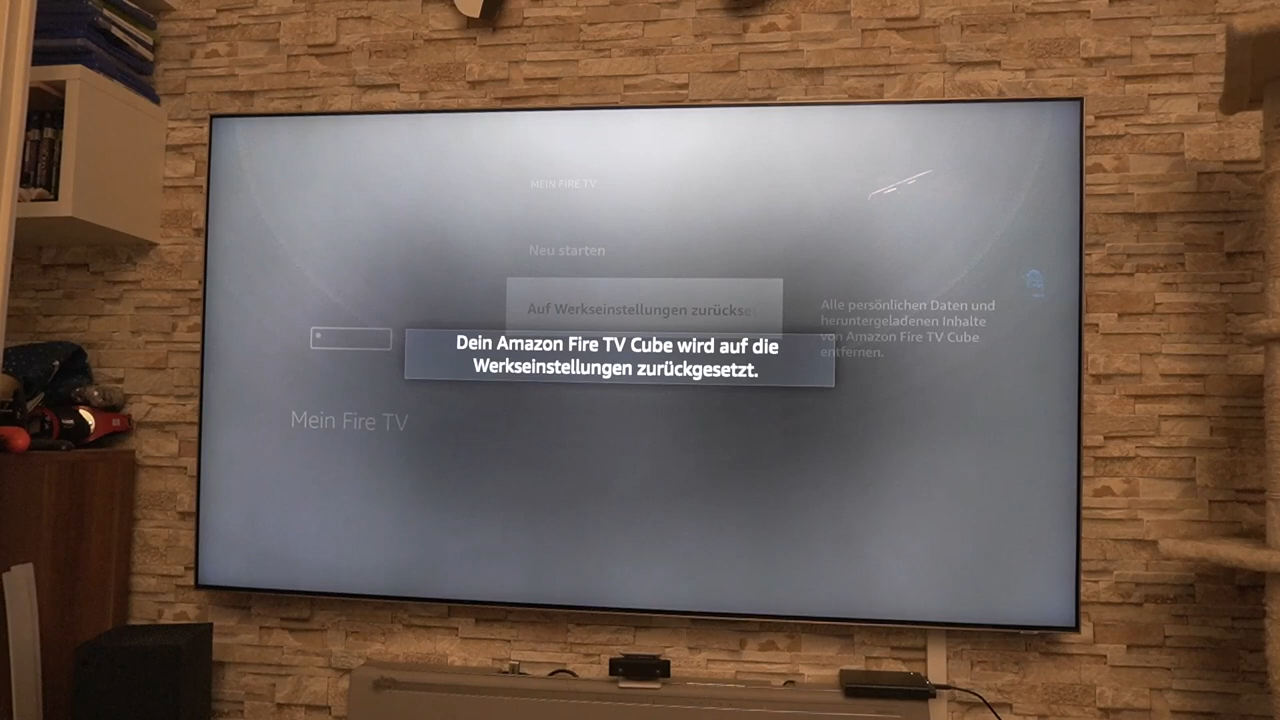 MEIN FIRE TV
Neu starten
Auf Werkseinstellungen zurückse
Alle persönlichen Daten und
heruntergeladenen Inhalte
von Amazon Fire TV Cube
entfernen.
Dein Amazon Fire TV Cube wird auf die
Werkseinstellungen zurückgesetzt.
Mein Fire TV